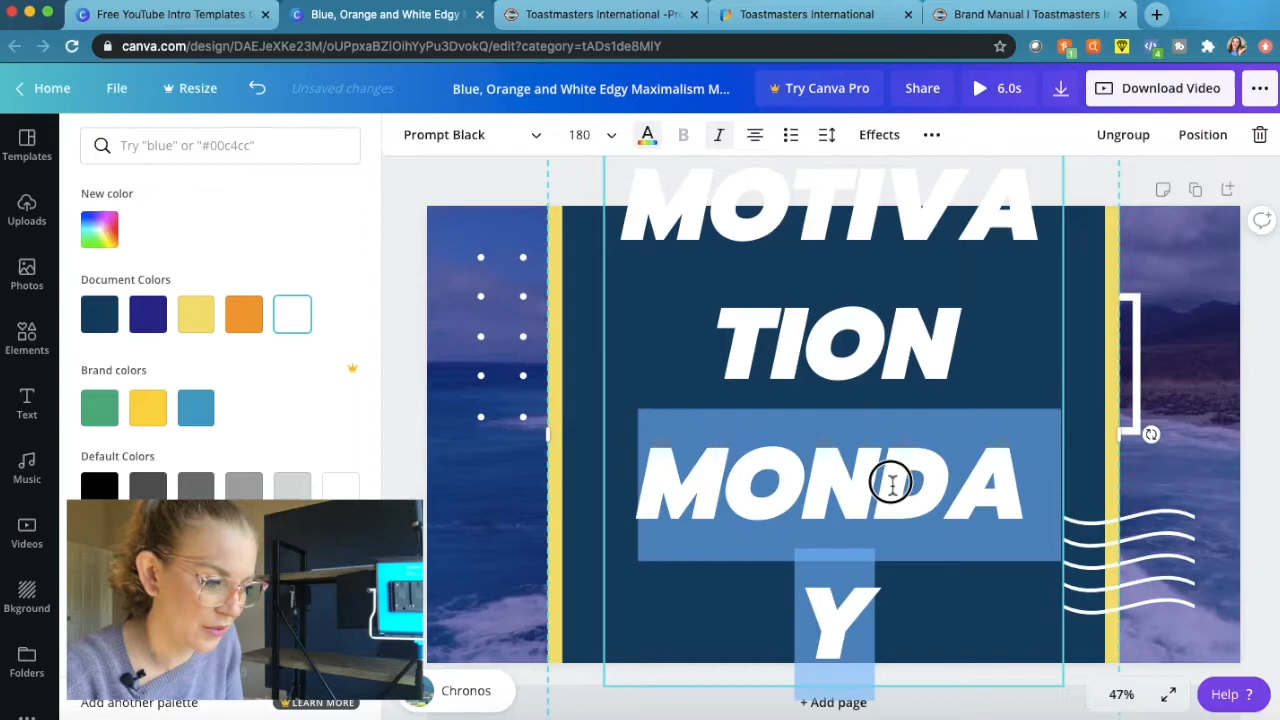 Free YouTube Intro Templates t
Blue, Orange and White Edgy M
Toastmasters International -Pr
Toastmasters International
Brand Manual | Toastmasters In
canva.com/design/DAEJeXKe23M/oUPpxaBZiOihYyPu3DvokQ/edit?category=tADs1de8MlY
Home
File
Resize
Unsaved changes
Blue, Orange and White Edgy Maximalism M...
Try Canva Pro
Share
6.0s
Download Video
Templates
Uploads
Photos
Elements
Text
Music
Videos
Bkground
Folders
Try "blue" or "#00c4cc"
New color
Document Colors
Brand colors
Default Colors
Add another palette
LEARN MORE
Prompt Black
180
A
B
I
Effects
Ungroup
Position
MOTIVA
TION
MONDA
Y
Chronos
+ Add page
47%
Help ?